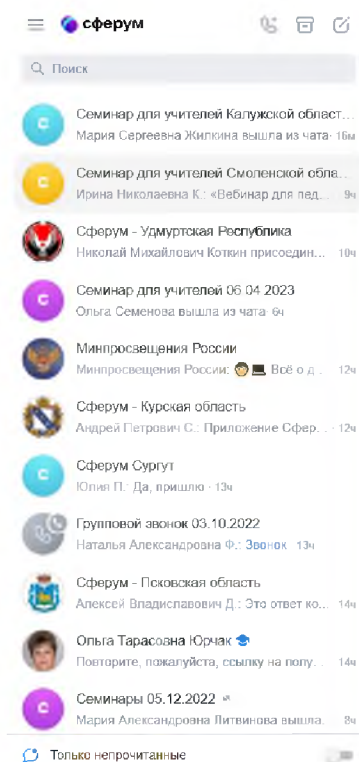 сферум
Поиск
Семинар для учителей Калужской област...
Мария Сергеевна Жилкина вышла из чата· 16м
Семинар для учителей Смоленской обла...
Ирина Николаевна К.: «Вебинар для пед... 9ч
Сферум - Удмуртская Республика
Николай Михайлович Коткин присоедин... 10ч
Семинар для учителей 06 04 2023
Ольга Семенова вышла из чата· 6ч
Минпросвещения России
Минпросвещения России: 🧑💻 Всё о д... 12ч
Сферум - Курская область
Андрей Петрович С.: Приложение Сфер... · 12ч
Сферум Сургут
Юлия П.: Да, пришлю · 13ч
Групповой звонок 03.10.2022
Наталья Александровна Ф.: Звонок 13ч
Сферум - Псковская область
Алексей Владиславович Д.: Это ответ ко... 14ч
Ольга Тарасовна Юрчак
Повторите, пожалуйста, ссылку на полу... 14ч
Семинары 05.12.2022
Мария Александровна Литвинова вышла. 8ч
Только непрочитанные